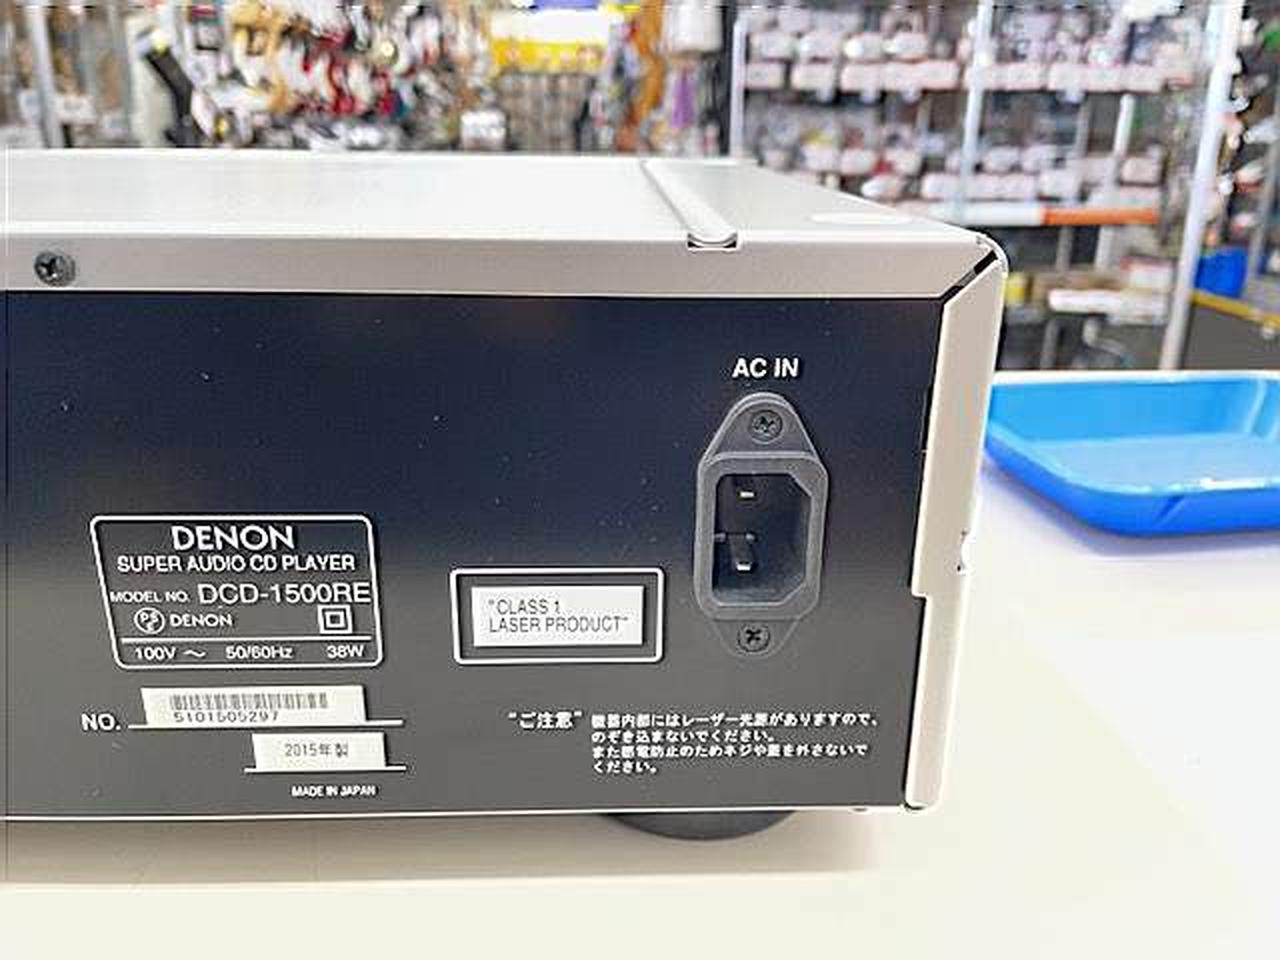 AC IN
DENON
SUPER AUDIO CD PLAYER
MODEL NO. DCD-1500RE
PS E DENON
100V ～ 50/60Hz 38W
"CLASS 1
LASER PRODUCT"
NO. 5101505297
2015年製
MADE IN JAPAN
"ご注意" 機器内部にはレーザー光源がありますので、
のぞき込まないでください。
また感電防止のためネジや蓋を外さないで
ください。